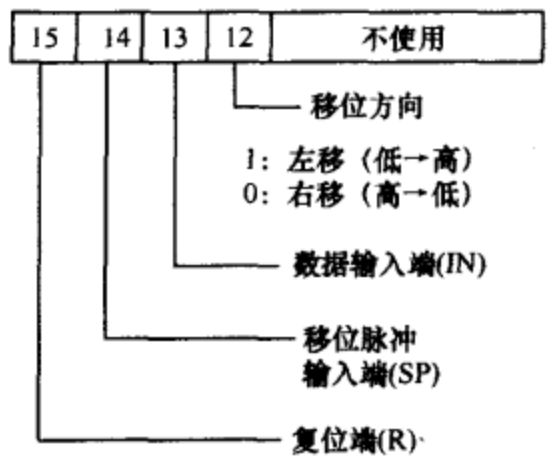 15 14 13 12 不使用
移位方向
1: 左移 (低→高)
0: 右移 (高→低)
数据输入端(IN)
移位脉冲
输入端(SP)
复位端(R)